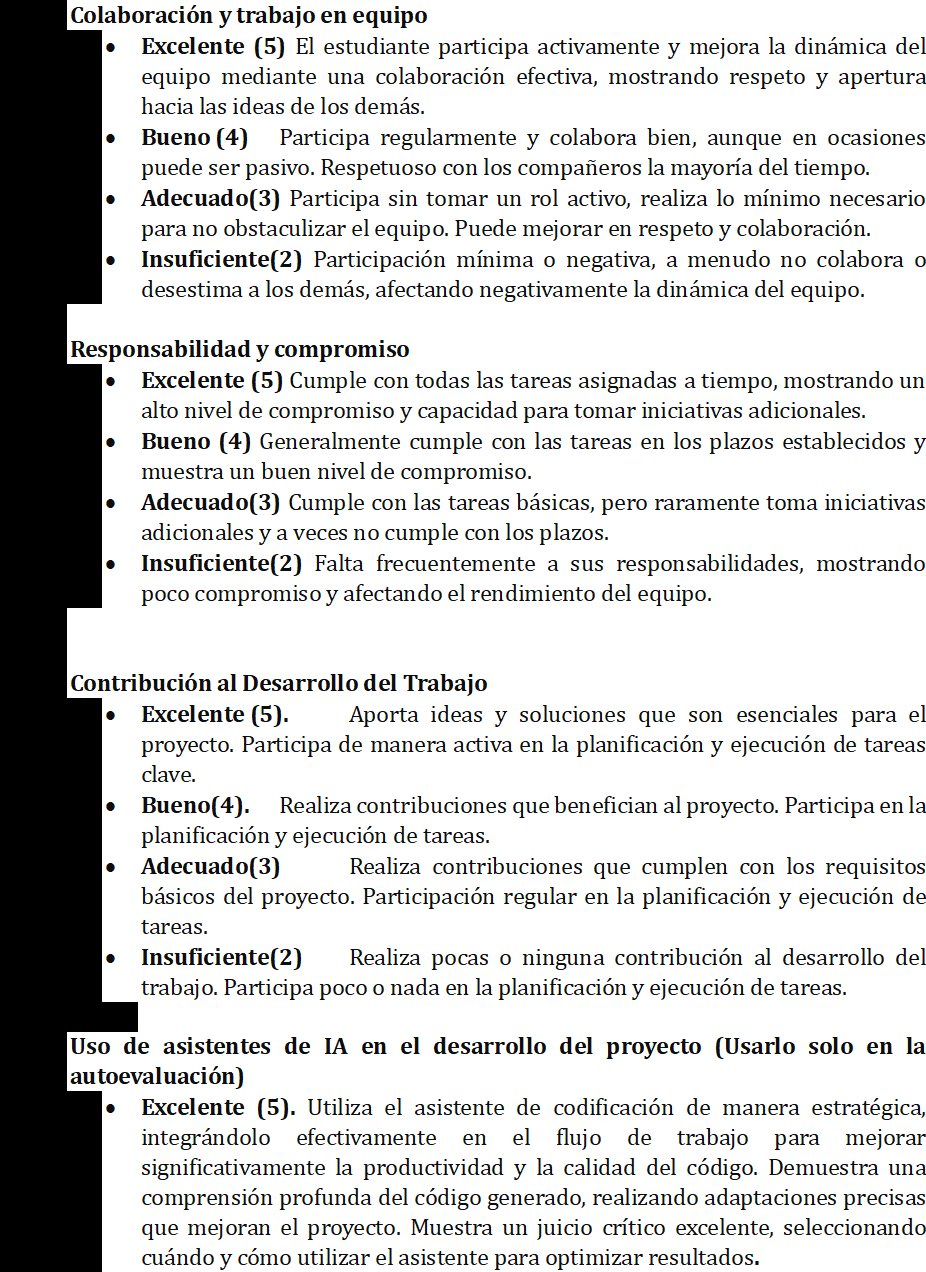 Colaboración y trabajo en equipo
• Excelente (5) El estudiante participa activamente y mejora la dinámica del
equipo mediante una colaboración efectiva, mostrando respeto y apertura
hacia las ideas de los demás.
• Bueno (4) Participa regularmente y colabora bien, aunque en ocasiones
puede ser pasivo. Respetuoso con los compañeros la mayoría del tiempo.
• Adecuado(3) Participa sin tomar un rol activo, realiza lo mínimo necesario
para no obstaculizar el equipo. Puede mejorar en respeto y colaboración.
• Insuficiente(2) Participación mínima o negativa, a menudo no colabora o
desestima a los demás, afectando negativamente la dinámica del equipo.
Responsabilidad y compromiso
• Excelente (5) Cumple con todas las tareas asignadas a tiempo, mostrando un
alto nivel de compromiso y capacidad para tomar iniciativas adicionales.
• Bueno (4) Generalmente cumple con las tareas en los plazos establecidos y
muestra un buen nivel de compromiso.
• Adecuado(3) Cumple con las tareas básicas, pero raramente toma iniciativas
adicionales y a veces no cumple con los plazos.
• Insuficiente(2) Falta frecuentemente a sus responsabilidades, mostrando
poco compromiso y afectando el rendimiento del equipo.
Contribución al Desarrollo del Trabajo
• Excelente (5). Aporta ideas y soluciones que son esenciales para el
proyecto. Participa de manera activa en la planificación y ejecución de tareas
clave.
• Bueno(4). Realiza contribuciones que benefician al proyecto. Participa en la
planificación y ejecución de tareas.
• Adecuado(3) Realiza contribuciones que cumplen con los requisitos
básicos del proyecto. Participación regular en la planificación y ejecución de
tareas.
• Insuficiente(2) Realiza pocas o ninguna contribución al desarrollo del
trabajo. Participa poco o nada en la planificación y ejecución de tareas.
Uso de asistentes de IA en el desarrollo del proyecto (Usarlo solo en la
autoevaluación)
• Excelente (5). Utiliza el asistente de codificación de manera estratégica,
integrándolo efectivamente en el flujo de trabajo para mejorar
significativamente la productividad y la calidad del código. Demuestra una
comprensión profunda del código generado, realizando adaptaciones precisas
que mejoran el proyecto. Muestra un juicio crítico excelente, seleccionando
cuándo y cómo utilizar el asistente para optimizar resultados.